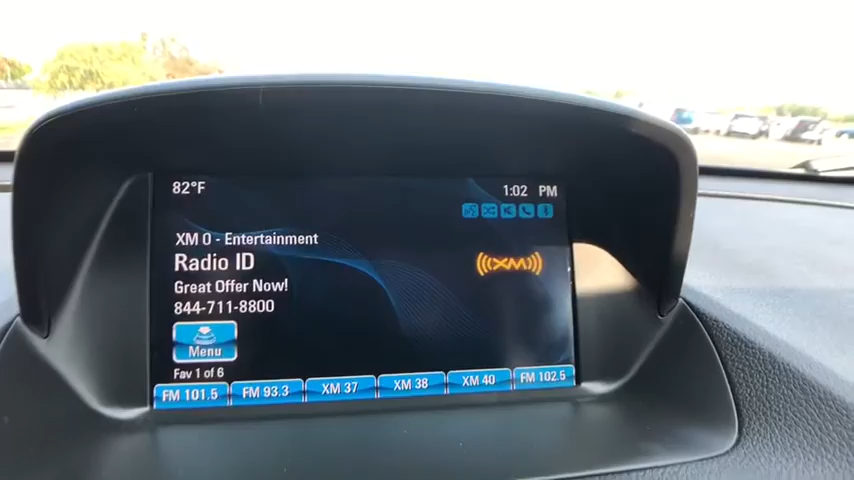 82°F
1:02 PM
XM 0 - Entertainment
Radio ID
((XM))
Great Offer Now!
844-711-8800
Menu
Fav 1 of 6
FM 101.5 FM 93.3 XM 37 XM 38 XM 40 FM 102.5